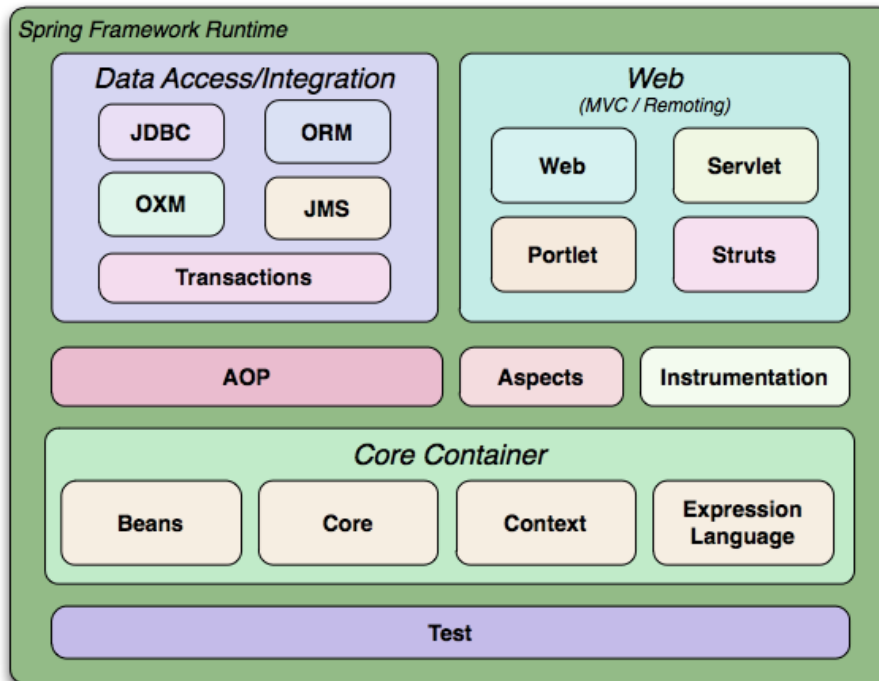 Spring Framework Runtime
Data Access/Integration
JDBC
ORM
OXM
JMS
Transactions
Web
(MVC / Remoting)
Web
Servlet
Portlet
Struts
AOP
Aspects
Instrumentation
Core Container
Beans
Core
Context
Expression
Language
Test